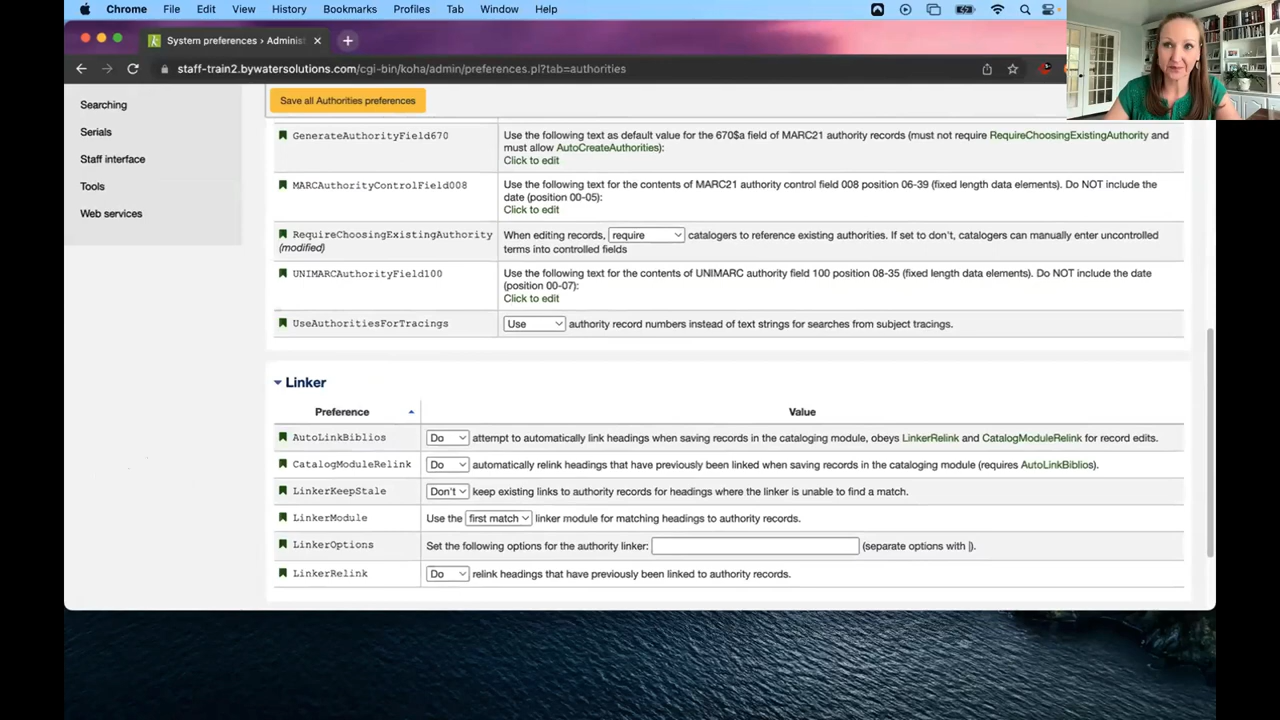 Chrome File Edit View History Bookmarks Profiles Tab Window Help
System preferences › Adminis
staff-train2.bywatersolutions.com/cgi-bin/koha/admin/preferences.pl?tab=authorities
Searching
Serials
Staff interface
Tools
Web services
Save all Authorities preferences
GenerateAuthorityField670
Use the following text as default value for the 670$a field of MARC21 authority records (must not require RequireChoosingExistingAuthority and
must allow AutoCreateAuthorities):
Click to edit
MARCAuthorityControlField008
Use the following text for the contents of MARC21 authority control field 008 position 06-39 (fixed length data elements). Do NOT include the
date (position 00-05):
Click to edit
RequireChoosingExistingAuthority
(modified)
When editing records, require catalogers to reference existing authorities. If set to don't, catalogers can manually enter uncontrolled
terms into controlled fields
UNIMARCAuthorityField100
Use the following text for the contents of UNIMARC authority field 100 position 08-35 (fixed length data elements). Do NOT include the date
(position 00-07):
Click to edit
UseAuthoritiesForTracings
Use authority record numbers instead of text strings for searches from subject tracings.
Linker
Preference Value
AutoLinkBiblios Do attempt to automatically link headings when saving records in the cataloging module, obeys LinkerRelink and CatalogModuleRelink for record edits.
CatalogModuleRelink Do automatically relink headings that have previously been linked when saving records in the cataloging module (requires AutoLinkBiblios).
LinkerKeepStale Don't keep existing links to authority records for headings where the linker is unable to find a match.
LinkerModule Use the first match linker module for matching headings to authority records.
LinkerOptions Set the following options for the authority linker: (separate options with |).
LinkerRelink Do relink headings that have previously been linked to authority records.